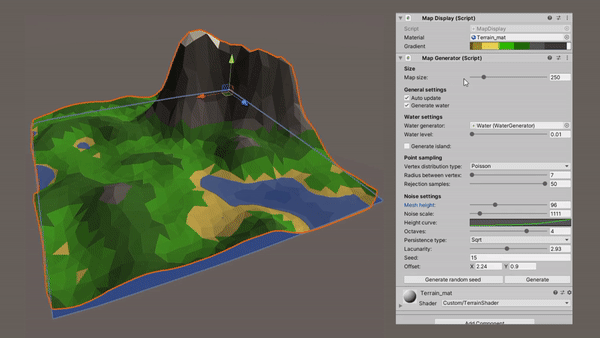 Map Display (Script)
Script MapDisplay
Material Terrain_mat
Gradient
Map Generator (Script)
Size
Map size: 250
General settings
Auto update
Generate water
Water settings
Water generator: Water (WaterGenerator)
Water level: 0.01
Generate island:
Point sampling
Vertex distribution type: Poisson
Radius between vertex: 7
Rejection samples: 50
Noise settings
Mesh height: 96
Noise scale: 1111
Height curve:
Octaves: 4
Persistence type: Sqrt
Lacunarity: 2.93
Seed: 15
Offset: X 2.24 Y 0.9
Generate random seed Generate
Terrain_mat
Shader Custom/TerrainShader
Add Component